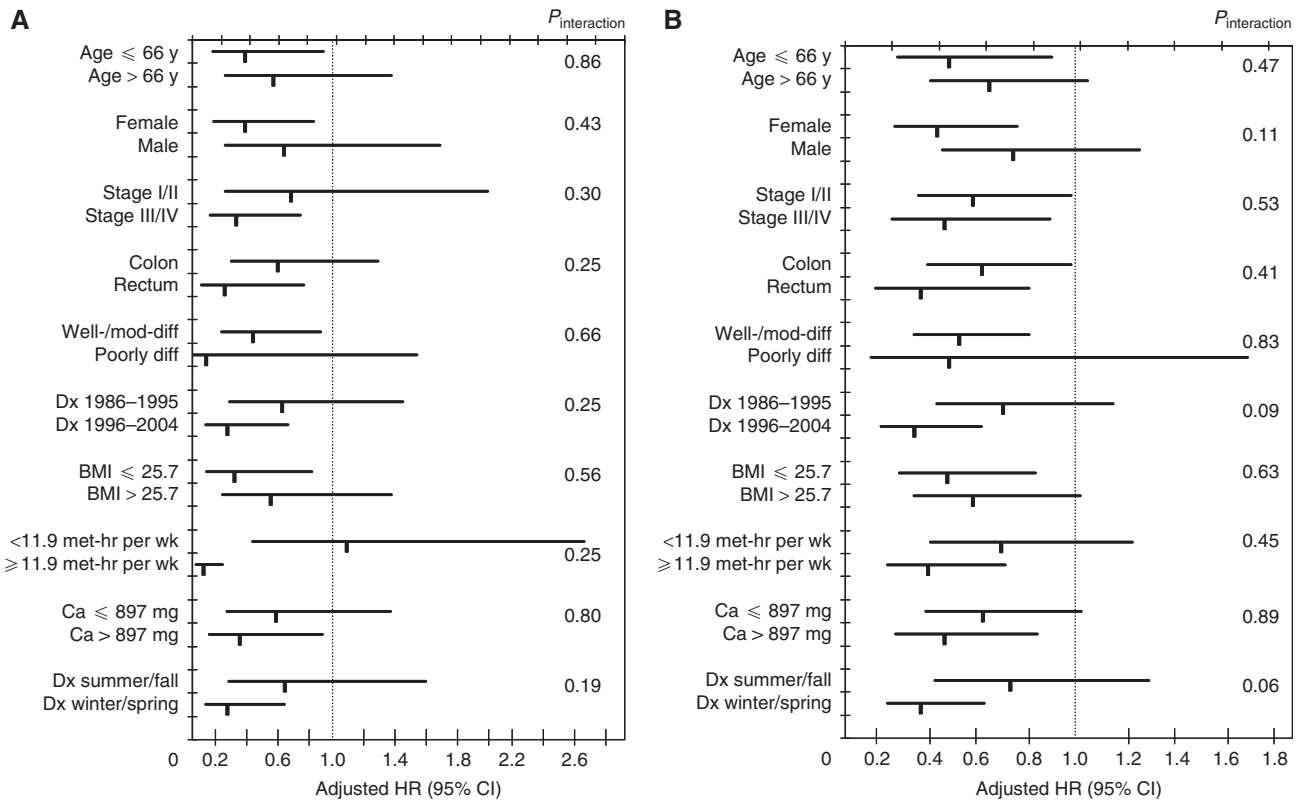 A
P interaction
Age ⩽ 66 y
0.86
Age > 66 y
Female
0.43
Male
Stage I/II
0.30
Stage III/IV
Colon
0.25
Rectum
Well-/mod-diff
0.66
Poorly diff
Dx 1986–1995
0.25
Dx 1996–2004
BMI ⩽ 25.7
0.56
BMI > 25.7
<11.9 met-hr per wk
0.25
⩾11.9 met-hr per wk
Ca ⩽ 897 mg
0.80
Ca > 897 mg
Dx summer/fall
0.19
Dx winter/spring
0 0.2 0.6 1.0 1.4 1.8 2.2 2.6
Adjusted HR (95% CI)
B
P interaction
Age ⩽ 66 y
0.47
Age > 66 y
Female
0.11
Male
Stage I/II
0.53
Stage III/IV
Colon
0.41
Rectum
Well-/mod-diff
0.83
Poorly diff
Dx 1986–1995
0.09
Dx 1996–2004
BMI ⩽ 25.7
0.63
BMI > 25.7
<11.9 met-hr per wk
0.45
⩾11.9 met-hr per wk
Ca ⩽ 897 mg
0.89
Ca > 897 mg
Dx summer/fall
0.06
Dx winter/spring
0 0.2 0.4 0.6 0.8 1.0 1.2 1.4 1.6 1.8
Adjusted HR (95% CI)